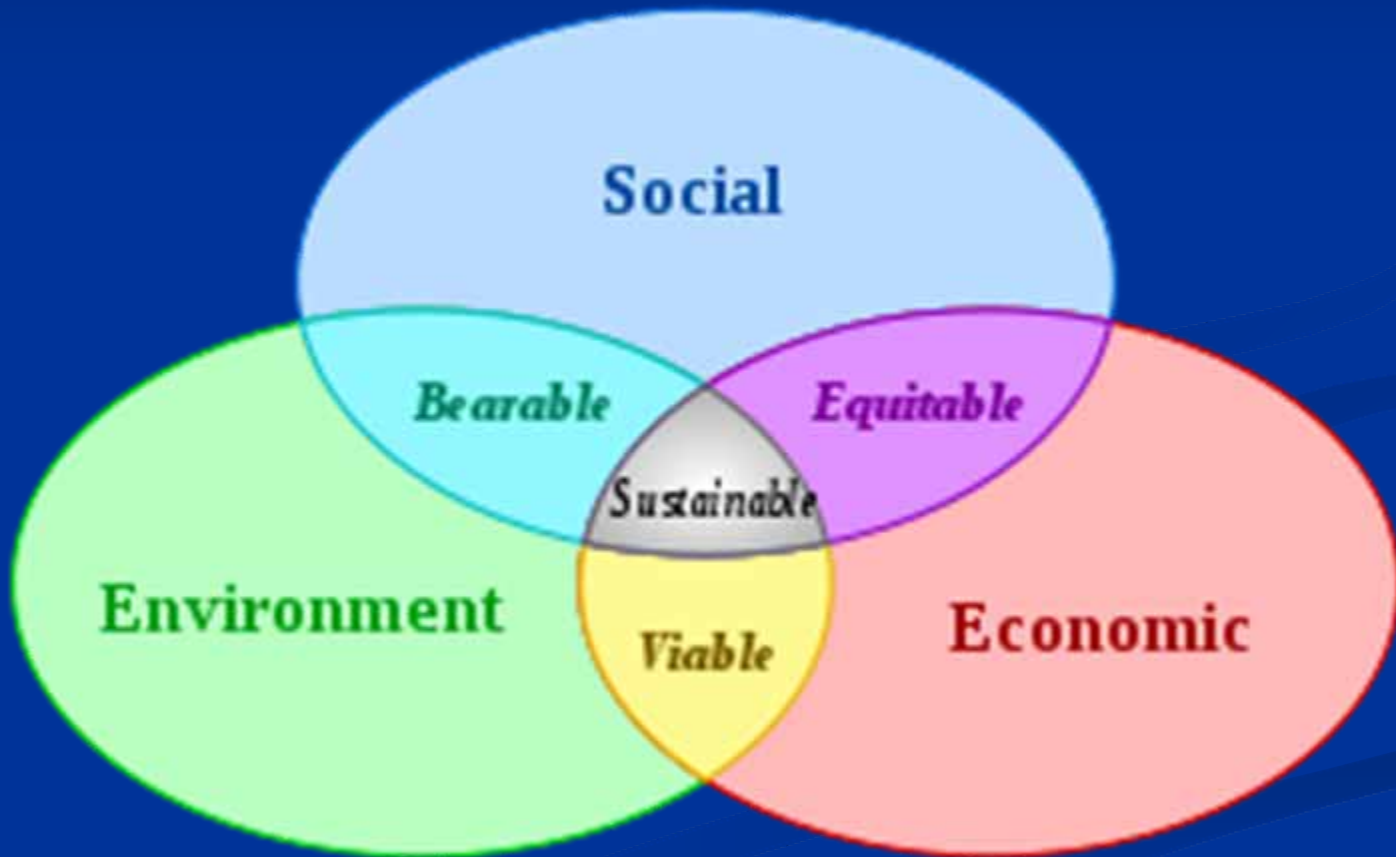 Social
Bearable
Equitable
Sustainable
Environment
Economic
Viable